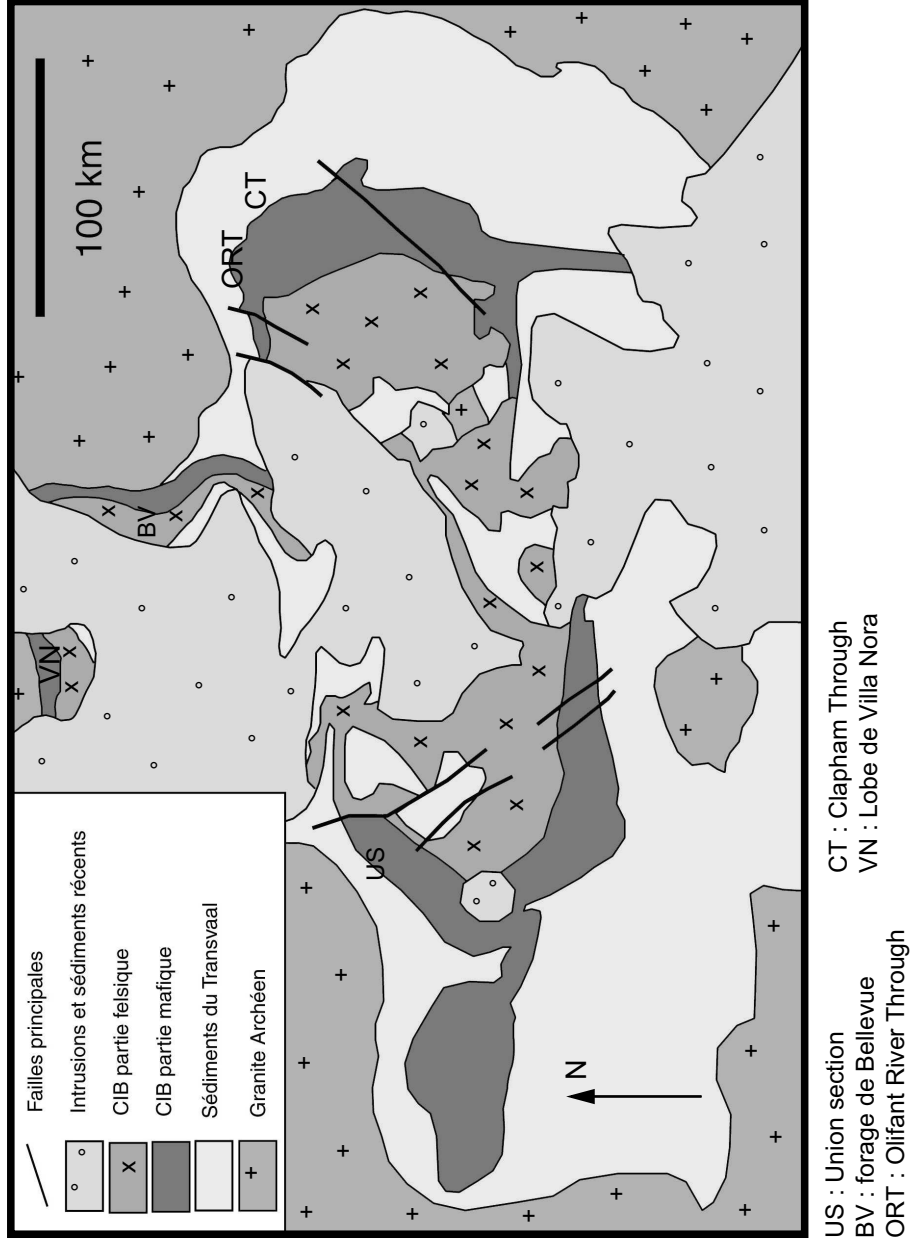 Failles principales
Intrusions et sédiments récents
CIB partie felsique
CIB partie mafique
Sédiments du Transvaal
Granite Archéen
100 km
VN
BV
ORT
CT
US
N
US : Union section
BV : forage de Bellevue
ORT : Olifant River Through
CT : Clapham Through
VN : Lobe de Villa Nora